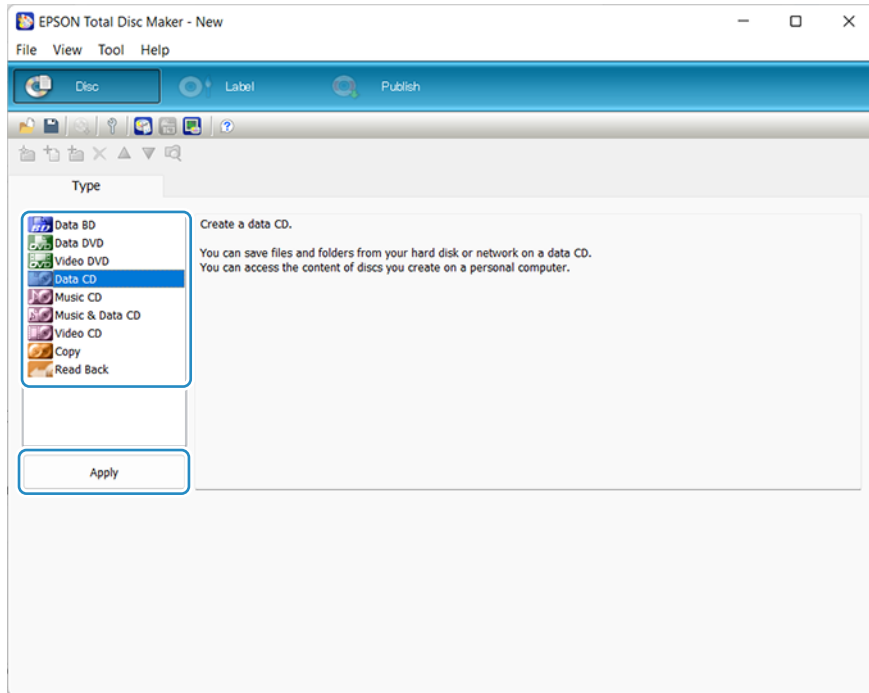 EPSON Total Disc Maker - New
File View Tool Help
Disc Label Publish
Type
Data BD
Data DVD
Video DVD
Data CD
Music CD
Music & Data CD
Video CD
Copy
Read Back
Apply
Create a data CD.
You can save files and folders from your hard disk or network on a data CD.
You can access the content of discs you create on a personal computer.